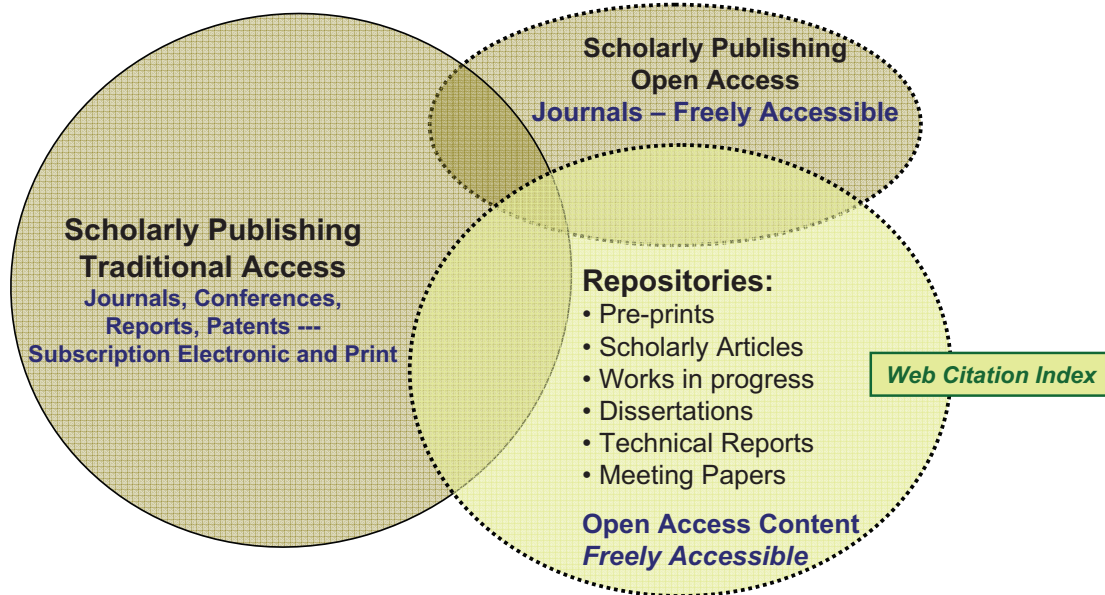 Scholarly Publishing
Open Access
Journals – Freely Accessible
Scholarly Publishing
Traditional Access
Journals, Conferences,
Reports, Patents ---
Subscription Electronic and Print
Repositories:
• Pre-prints
• Scholarly Articles
• Works in progress
• Dissertations
• Technical Reports
• Meeting Papers
Open Access Content
Freely Accessible
Web Citation Index